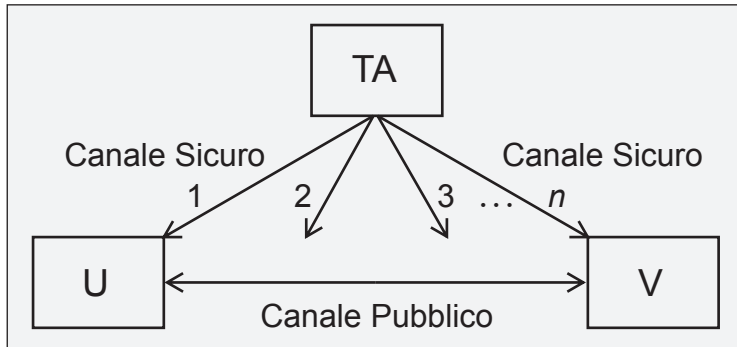 TA
Canale Sicuro Canale Sicuro
1 2 3 ... n
U V
Canale Pubblico